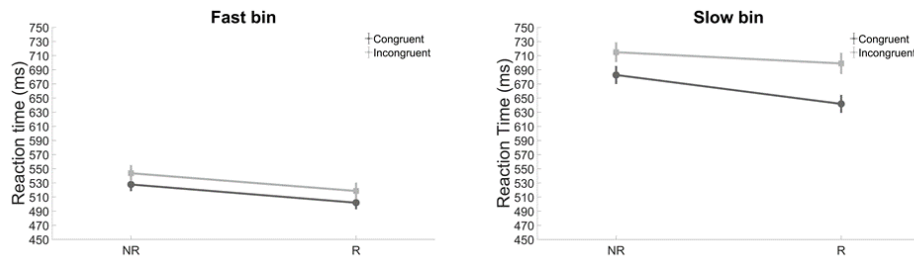 Fast bin
Reaction time (ms)
750
730
710
690
670
650
630
610
590
570
550
530
510
490
470
450
NR
R
Congruent
Incongruent
Slow bin
Reaction Time (ms)
750
730
710
690
670
650
630
610
590
570
550
530
510
490
470
450
NR
R
Congruent
Incongruent